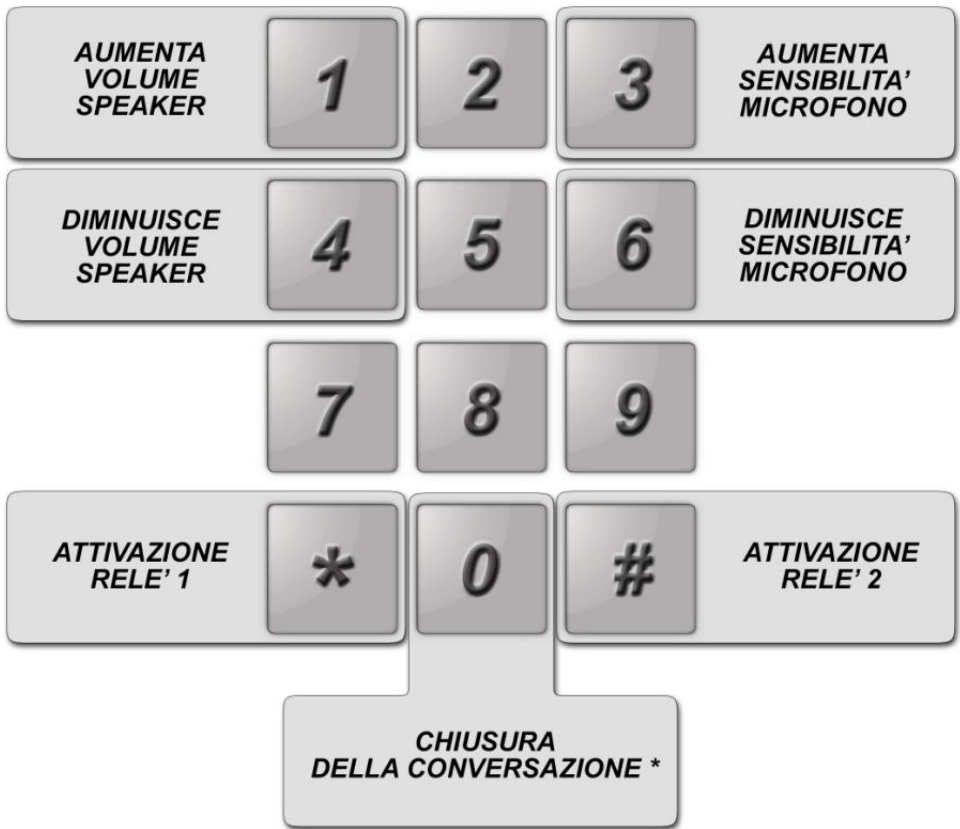 AUMENTA
VOLUME
SPEAKER
1
2
3
AUMENTA
SENSIBILITA’
MICROFONO
DIMINUISCE
VOLUME
SPEAKER
4
5
6
DIMINUISCE
SENSIBILITA’
MICROFONO
7
8
9
ATTIVAZIONE
RELE’ 1
*
0
#
ATTIVAZIONE
RELE’ 2
CHIUSURA
DELLA CONVERSAZIONE *